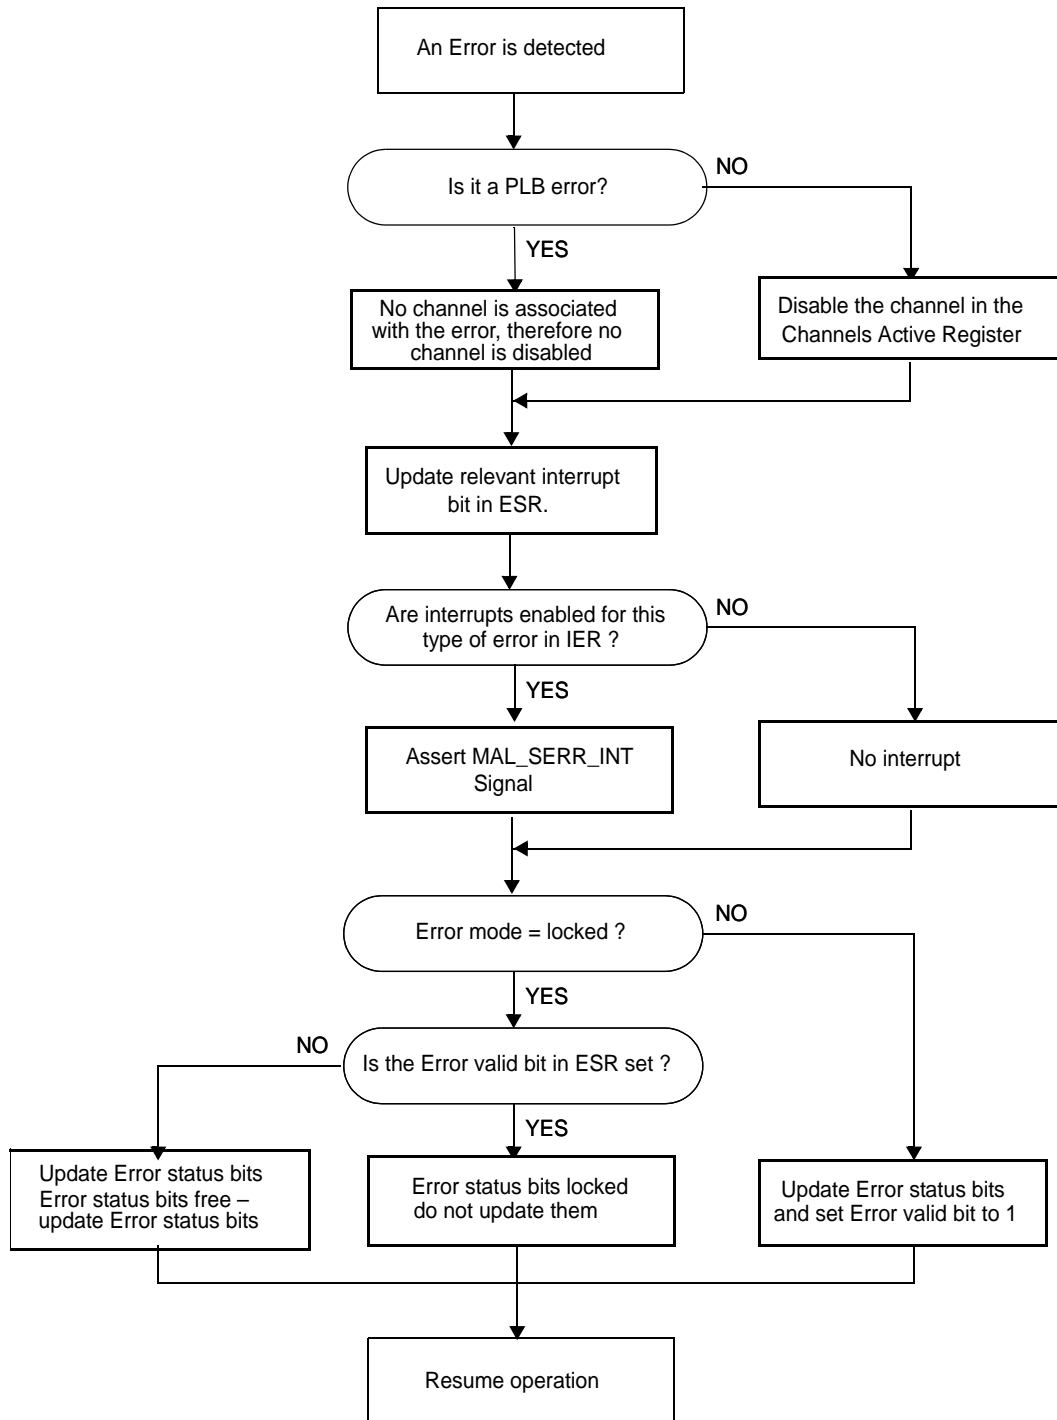 An Error is detected
Is it a PLB error?
NO
YES
No channel is associated
with the error, therefore no
channel is disabled
Disable the channel in the
Channels Active Register
Update relevant interrupt
bit in ESR.
Are interrupts enabled for this
type of error in IER ?
NO
YES
Assert MAL_SERR_INT
Signal
No interrupt
Error mode = locked ?
NO
YES
Is the Error valid bit in ESR set ?
NO
YES
Update Error status bits
Error status bits free –
update Error status bits
Error status bits locked
do not update them
Update Error status bits
and set Error valid bit to 1
Resume operation